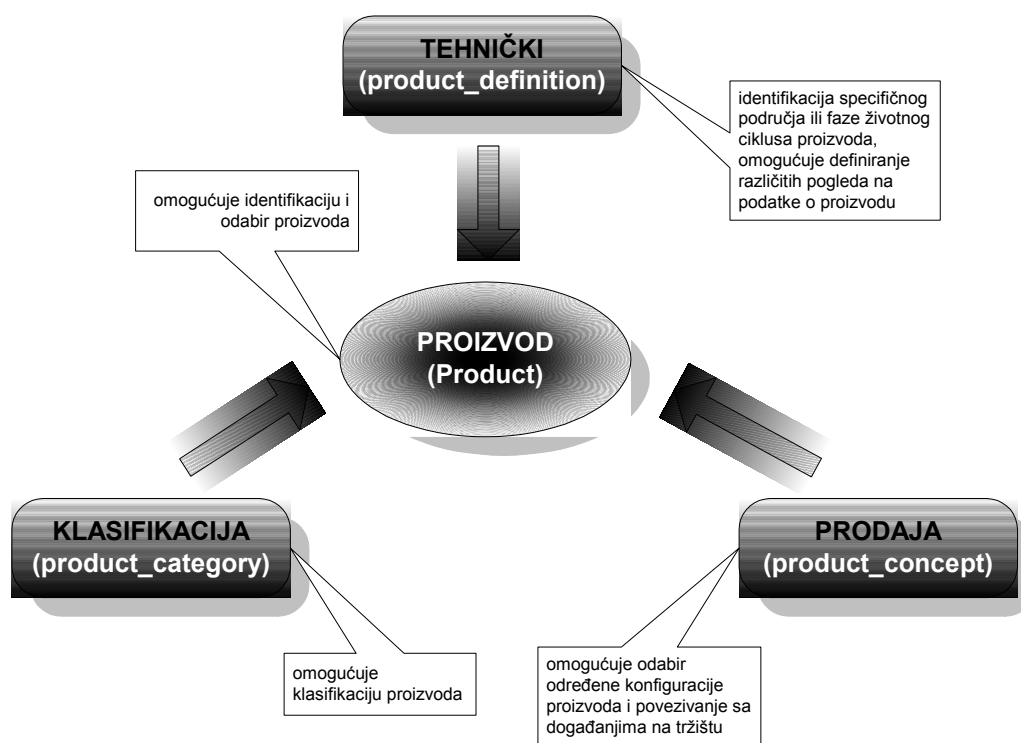 TEHNIČKI
(product_definition)
identifikacija specifičnog
područja ili faze životnog
ciklusa proizvoda,
omogućuje definiranje
različitih pogleda na
podatke o proizvodu
omogućuje identifikaciju i
odabir proizvoda
PROIZVOD
(Product)
KLASIFIKACIJA
(product_category)
PRODAJA
(product_concept)
omogućuje
klasifikaciju proizvoda
omogućuje odabir
određene konfiguracije
proizvoda i povezivanje sa
događanjima na tržištu